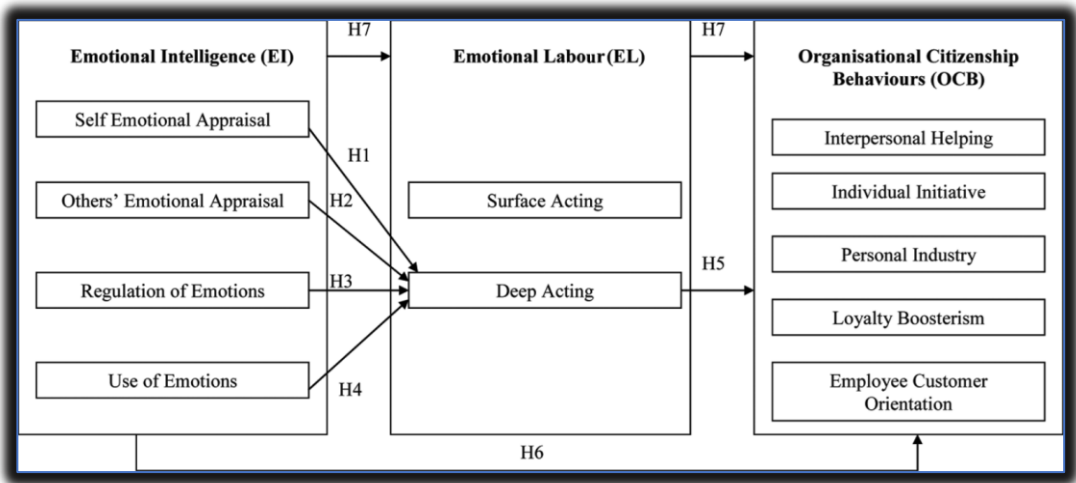 H7
H7
Emotional Intelligence (EI)
Emotional Labour (EL)
Organisational Citizenship
Behaviours (OCB)
Self Emotional Appraisal
H1
Others' Emotional Appraisal
H2
Regulation of Emotions
H3
Use of Emotions
H4
Surface Acting
Deep Acting
H5
Interpersonal Helping
Individual Initiative
Personal Industry
Loyalty Boosterism
Employee Customer
Orientation
H6